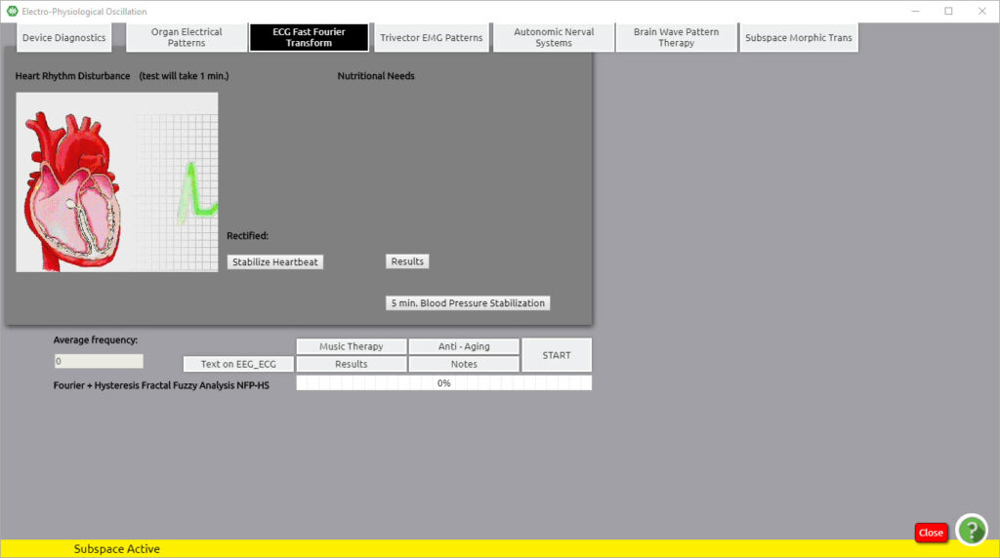 Electro-Physiological Oscillation
Device Diagnostics
Organ Electrical
Patterns
ECG Fast Fourier
Transform
Trivector EMG Patterns
Autonomic Nerval
Systems
Brain Wave Pattern
Therapy
Subspace Morphic Trans
Heart Rhythm Disturbance (test will take 1 min.)
Nutritional Needs
Rectified:
Stabilize Heartbeat
Results
5 min. Blood Pressure Stabilization
Average frequency:
0
Text on EEG_ECG
Music Therapy
Anti - Aging
Results
Notes
START
Fourier + Hysteresis Fractal Fuzzy Analysis NFP-HS
0%
Close
?
Subspace Active